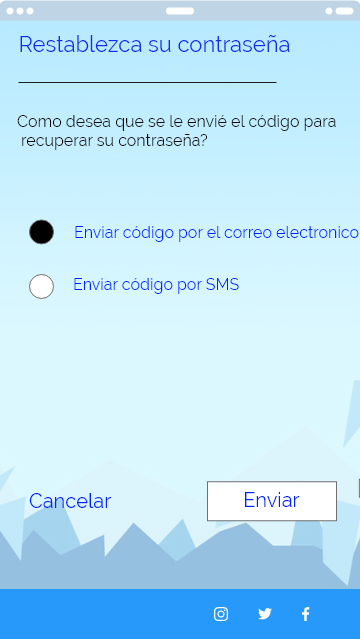 Restablezca su contraseña
Como desea que se le envié el código para
recuperar su contraseña?
Enviar código por el correo electronico
Enviar código por SMS
Cancelar
Enviar